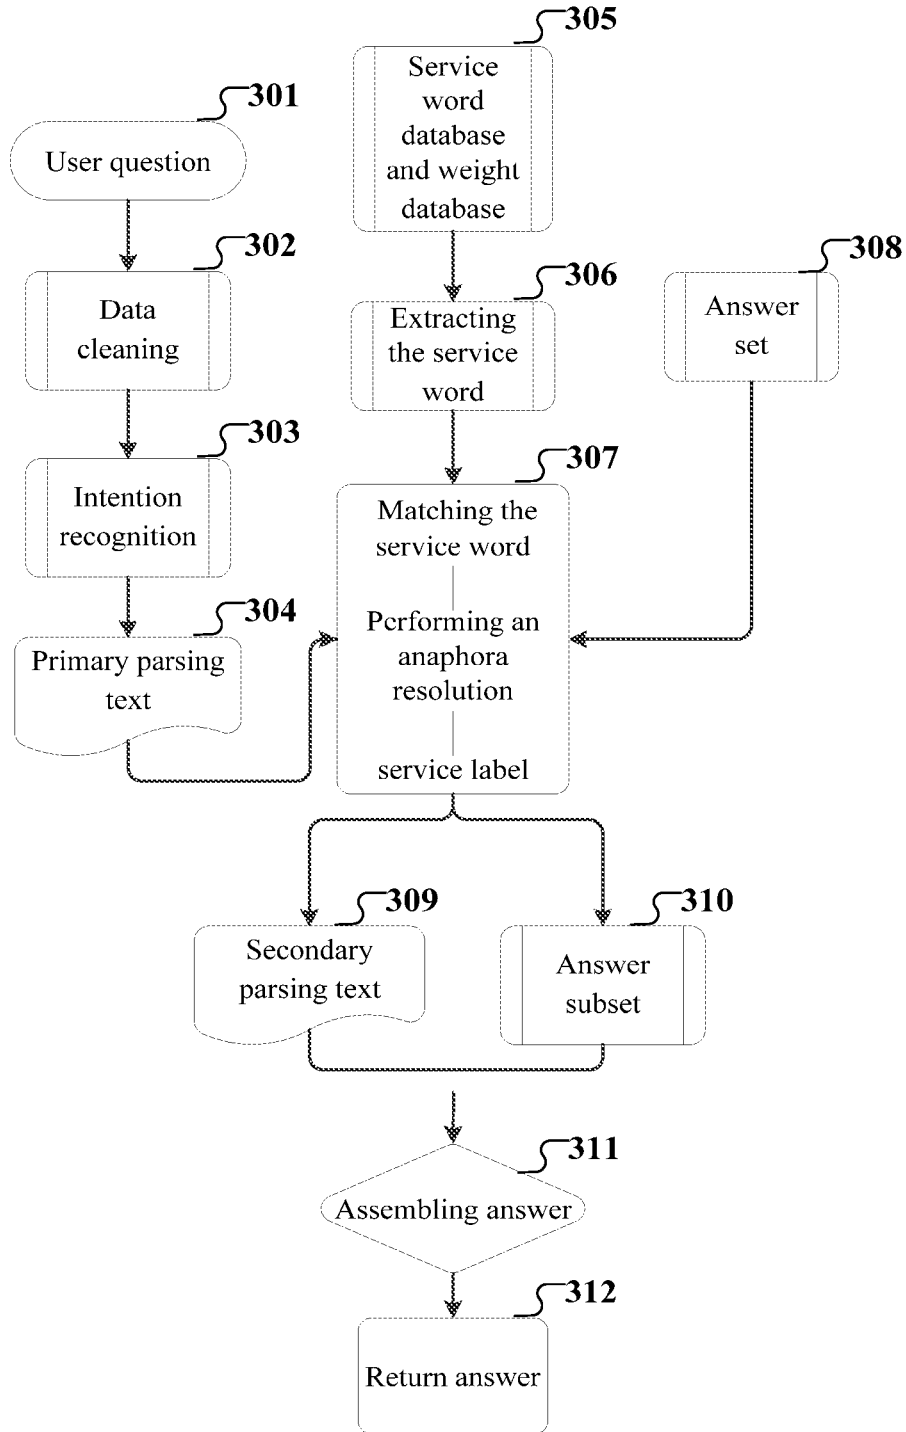 301
User question
302
Data
cleaning
303
Intention
recognition
304
Primary parsing
text
305
Service
word
database
and weight
database
306
Extracting
the service
word
307
Matching the
service word
Performing an
anaphora
resolution
service label
308
Answer
set
309
Secondary
parsing text
310
Answer
subset
311
Assembling answer
312
Return answer